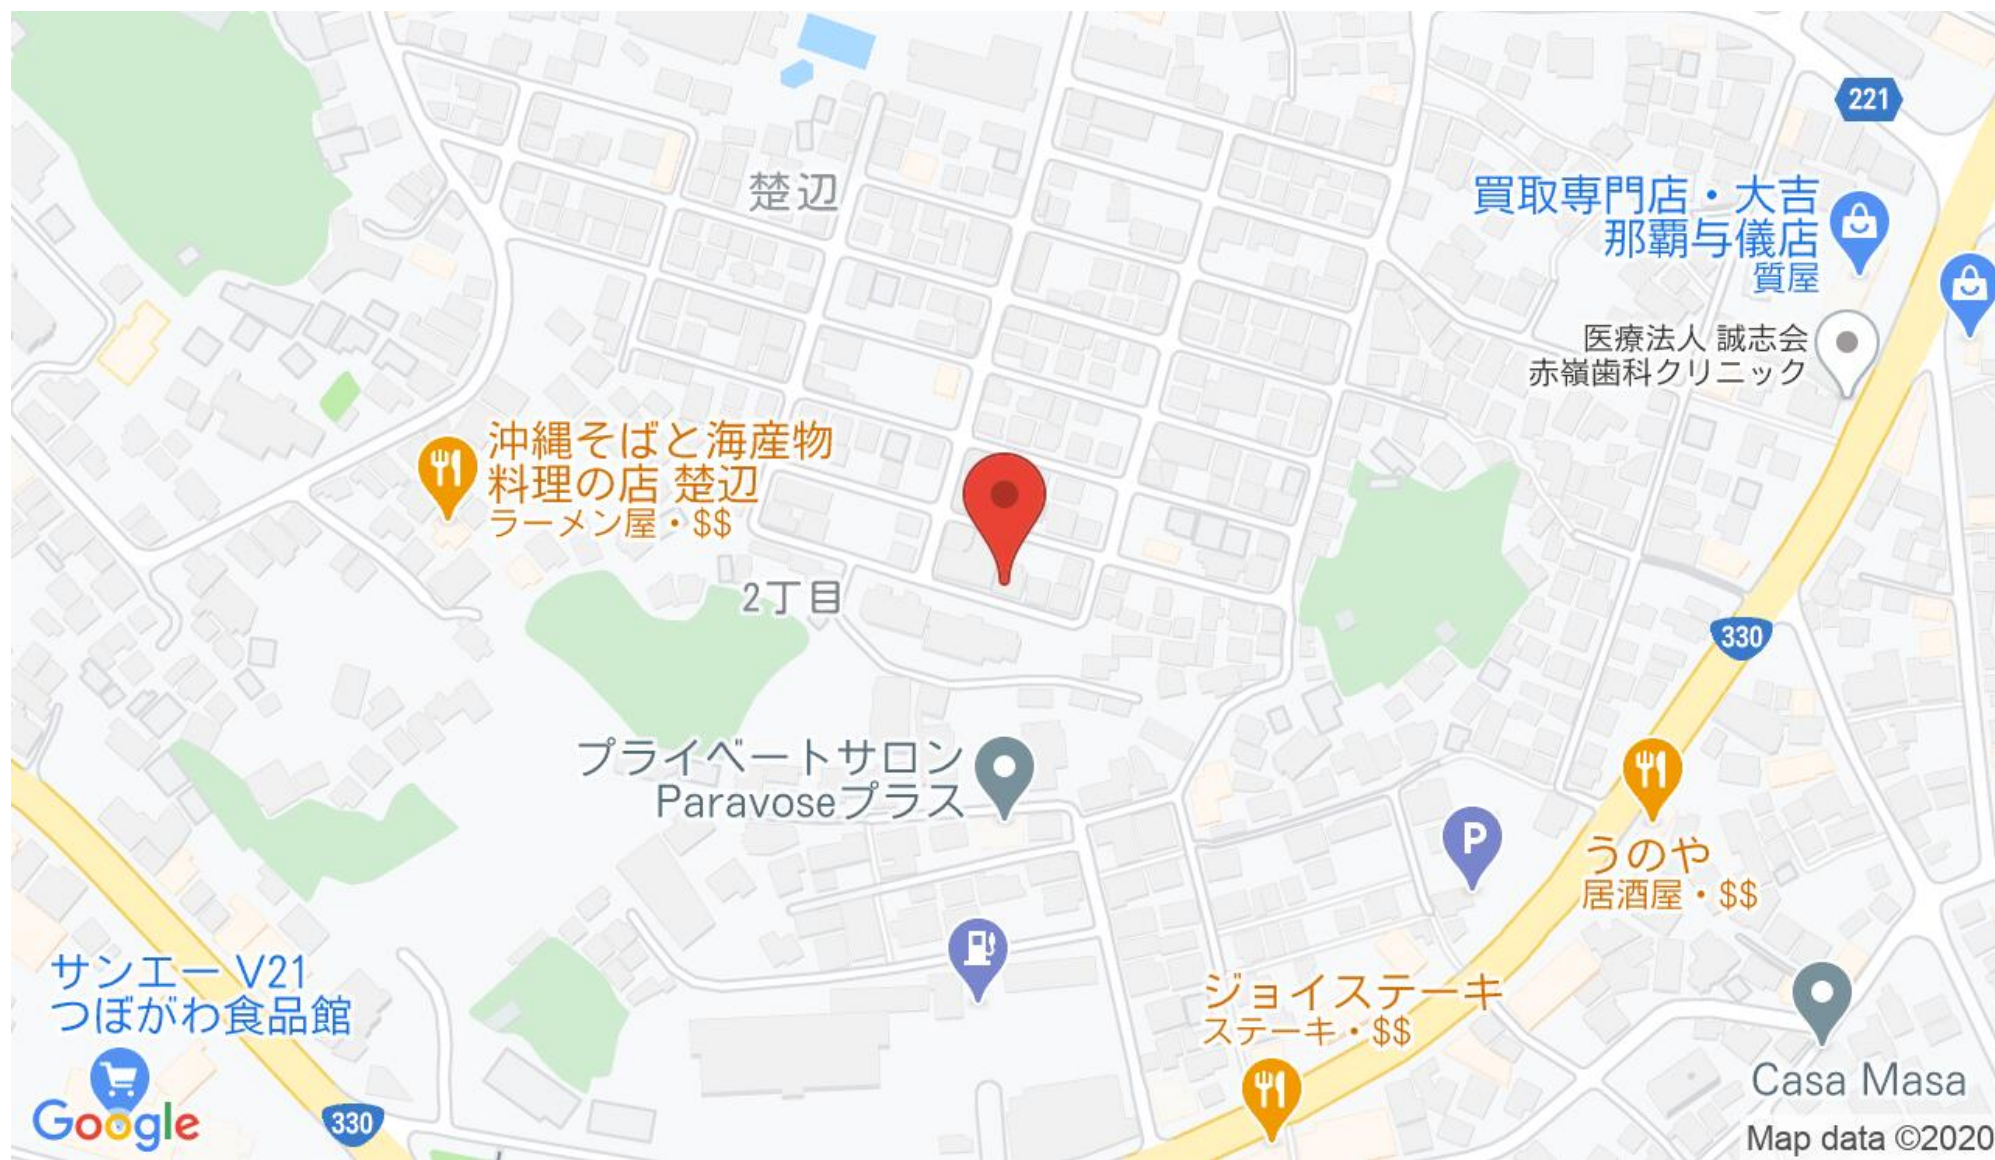 221
楚辺
買取専門店・大吉
那覇与儀店
質屋
医療法人 誠志会
赤嶺歯科クリニック
沖縄そばと海産物
料理の店 楚辺
ラーメン屋・$$
2丁目
330
プライベートサロン
Paravoseプラス
P
うのや
居酒屋・$$
サンエー V21
つぼがわ食品館
ジョイステーキ
ステーキ・$$
Casa Masa
Google
330
Map data ©2020